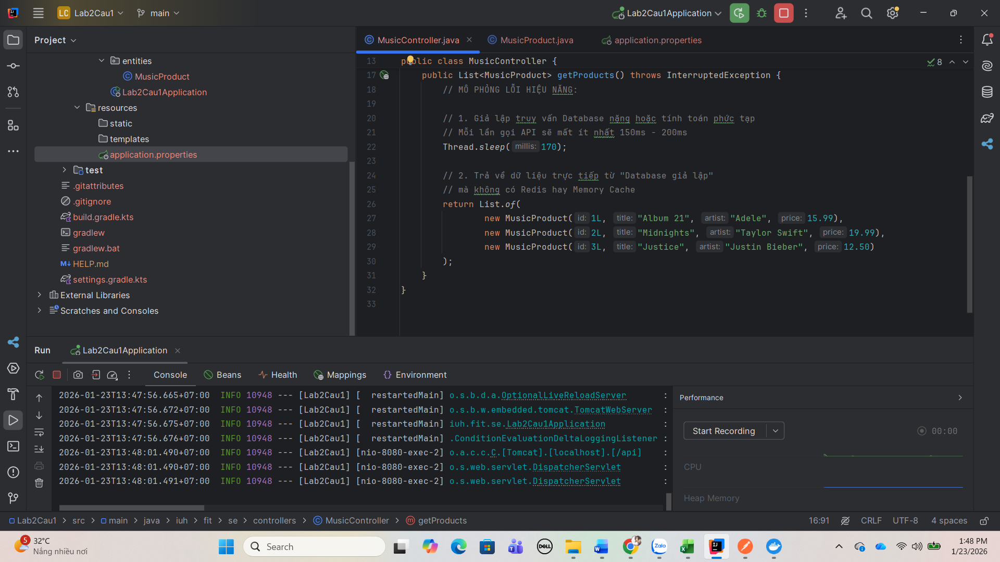 LC Lab2Cau1
main
Lab2Cau1Application
Project
entities
MusicProduct
Lab2Cau1Application
resources
static
templates
application.properties
test
.gitattributes
.gitignore
build.gradle.kts
gradlew
gradlew.bat
M↓ HELP.md
settings.gradle.kts
External Libraries
Scratches and Consoles
MusicController.java
MusicProduct.java
application.properties
8
13 public class MusicController {
17 public List<MusicProduct> getProducts() throws InterruptedException {
18 // MÔ PHỎNG LỖI HIỆU NĂNG:
19
20 // 1. Giả lập truy vấn Database nặng hoặc tính toán phức tạp
21 // Mỗi lần gọi API sẽ mất ít nhất 150ms - 200ms
22 Thread.sleep( millis: 170);
23
24 // 2. Trả về dữ liệu trực tiếp từ "Database giả lập"
25 // mà không có Redis hay Memory Cache
26 return List.of(
27 new MusicProduct( id: 1L, title: "Album 21", artist: "Adele", price: 15.99),
28 new MusicProduct( id: 2L, title: "Midnights", artist: "Taylor Swift", price: 19.99),
29 new MusicProduct( id: 3L, title: "Justice", artist: "Justin Bieber", price: 12.50)
30 );
31 }
32 }
33
Run
Lab2Cau1Application
Console
Beans
Health
Mappings
Environment
2026-01-23T13:47:56.665+07:00 INFO 10948 --- [Lab2Cau1] [ restartedMain] o.s.b.d.a.OptionalLiveReloadServer :
2026-01-23T13:47:56.672+07:00 INFO 10948 --- [Lab2Cau1] [ restartedMain] o.s.b.w.embedded.tomcat.TomcatWebServer :
2026-01-23T13:47:56.675+07:00 INFO 10948 --- [Lab2Cau1] [ restartedMain] iuh.fit.se.Lab2Cau1Application :
2026-01-23T13:47:56.676+07:00 INFO 10948 --- [Lab2Cau1] [ restartedMain] .ConditionEvaluationDeltaLoggingListener :
2026-01-23T13:48:01.490+07:00 INFO 10948 --- [Lab2Cau1] [nio-8080-exec-2] o.a.c.c.C.[Tomcat].[localhost].[/api] :
2026-01-23T13:48:01.490+07:00 INFO 10948 --- [Lab2Cau1] [nio-8080-exec-2] o.s.web.servlet.DispatcherServlet :
2026-01-23T13:48:01.491+07:00 INFO 10948 --- [Lab2Cau1] [nio-8080-exec-2] o.s.web.servlet.DispatcherServlet :
Performance
Start Recording
00:00
CPU
Heap Memory
Lab2Cau1 > src > main > java > iuh > fit > se > controllers > MusicController > getProducts
16:91 CRLF UTF-8 4 spaces
5
32°C
Nắng nhiều nơi
Search
DELL
Zalo
1:48 PM
1/23/2026